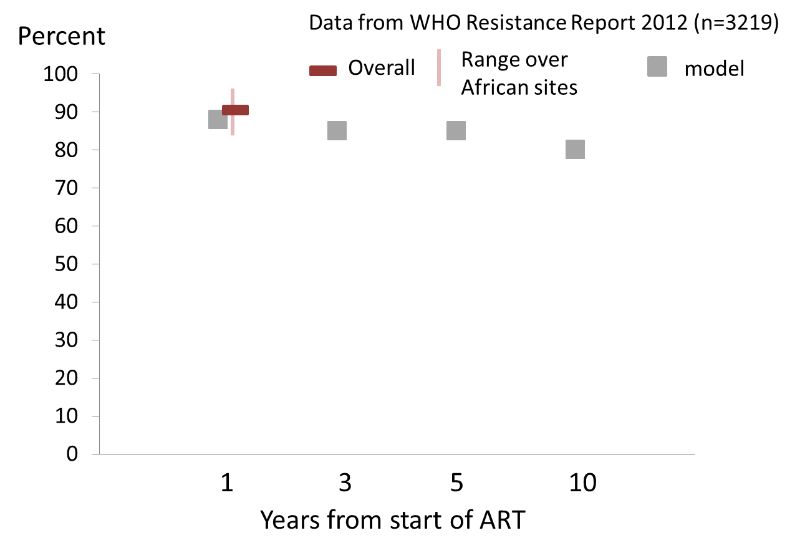 Data from WHO Resistance Report 2012 (n=3219)
Percent
Overall
Range over
African sites
model
100
90
80
70
60
50
40
30
20
10
0
1
3
5
10
Years from start of ART